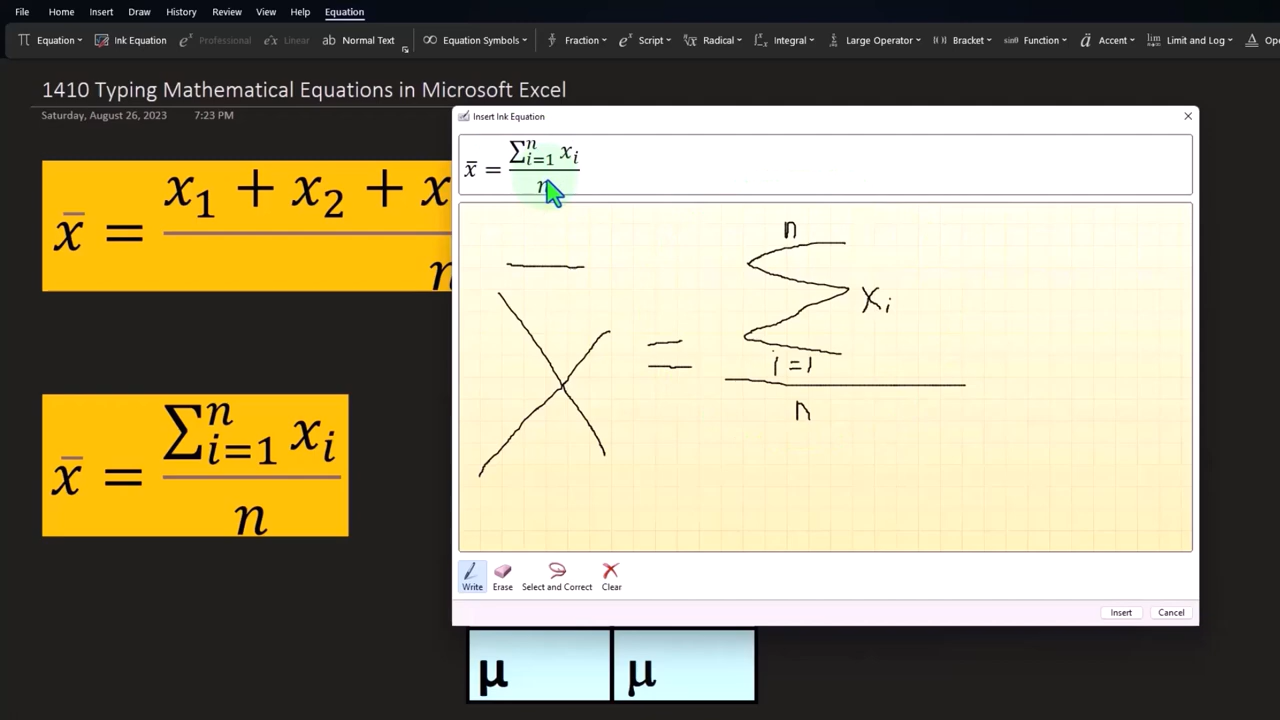 File Home Insert Draw History Review View Help Equation
Equation Ink Equation Professional Linear Normal Text Equation Symbols Fraction Script Radical Integral Large Operator Bracket Function Accent Limit and Log
1410 Typing Mathematical Equations in Microsoft Excel
Saturday, August 26, 2023 7:23 PM
x̄ = x₁ + x₂ + x
n
Insert Ink Equation
x̄ = ∑ⁿᵢ₌₁ xᵢ
n
n
x̄ = ∑ xᵢ
i=1
n
x̄ = ∑ⁿᵢ₌₁ xᵢ
n
Write Erase Select and Correct Clear
Insert Cancel
μ μ